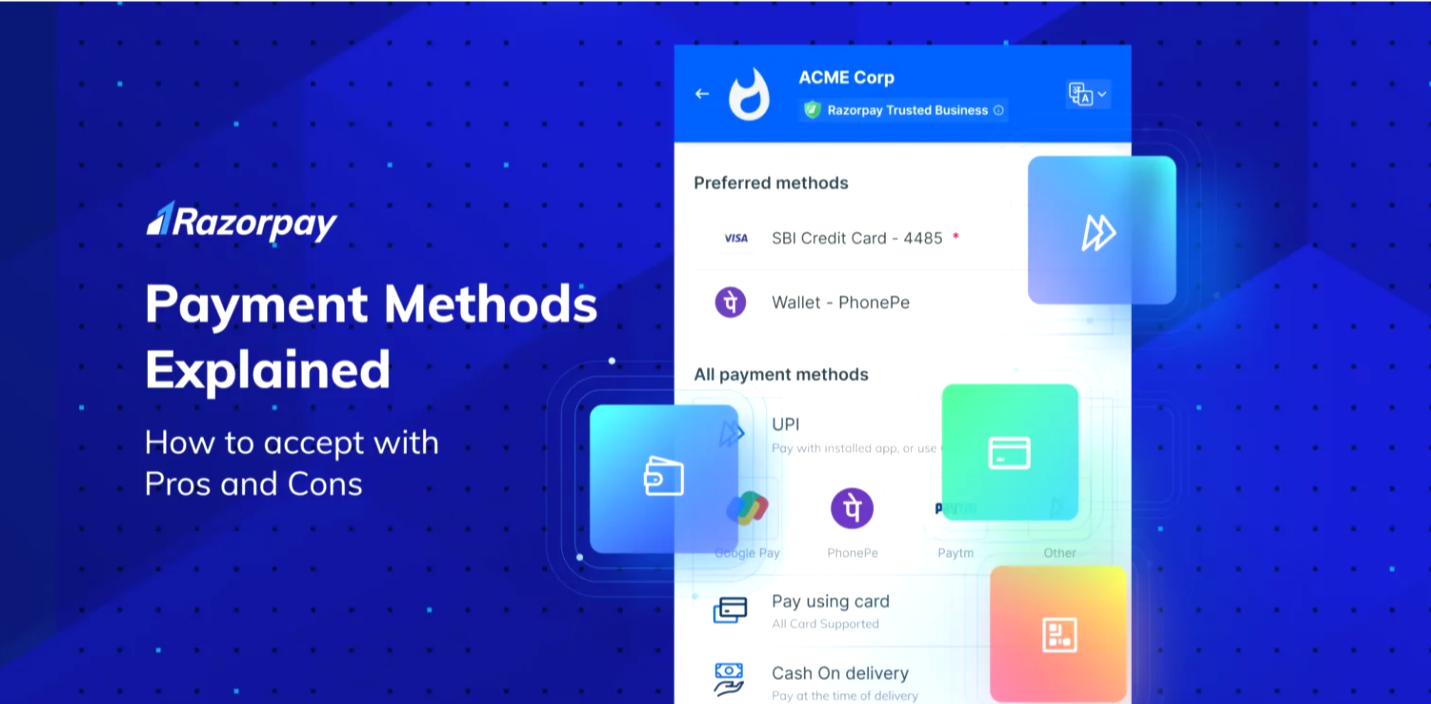 Razorpay
Payment Methods
Explained
How to accept with
Pros and Cons
ACME Corp
Razorpay Trusted Business
A
Preferred methods
VISA SBI Credit Card - 4485 *
पे Wallet - PhonePe
All payment methods
UPI
Pay with installed app, or use
पे
Paytm
Google Pay PhonePe Paytm Other
Pay using card
All Card Supported
Cash On delivery
Pay at the time of delivery